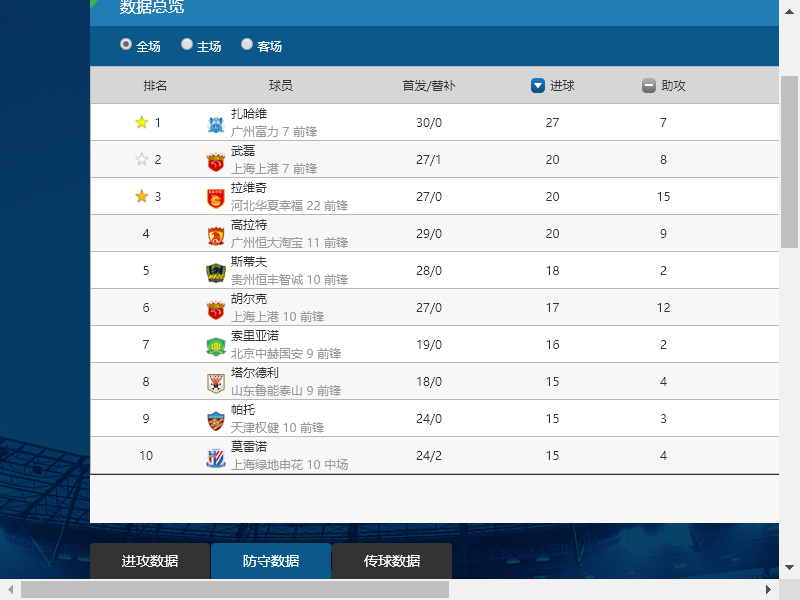 数据总览
全场 主场 客场
排名 球员 首发/替补 进球 助攻
1 扎哈维 30/0 27 7
广州富力 7 前锋
2 武磊 27/1 20 8
上海上港 7 前锋
3 拉维奇 27/0 20 15
河北华夏幸福 22 前锋
4 高拉特 29/0 20 9
广州恒大淘宝 11 前锋
5 斯蒂夫 28/0 18 2
贵州恒丰智诚 10 前锋
6 胡尔克 27/0 17 12
上海上港 10 前锋
7 索里亚诺 19/0 16 2
北京中赫国安 9 前锋
8 塔尔德利 18/0 15 4
山东鲁能泰山 9 前锋
9 帕托 24/0 15 3
天津权健 10 前锋
10 莫雷诺 24/2 15 4
上海绿地申花 10 中场
进攻数据 防守数据 传球数据